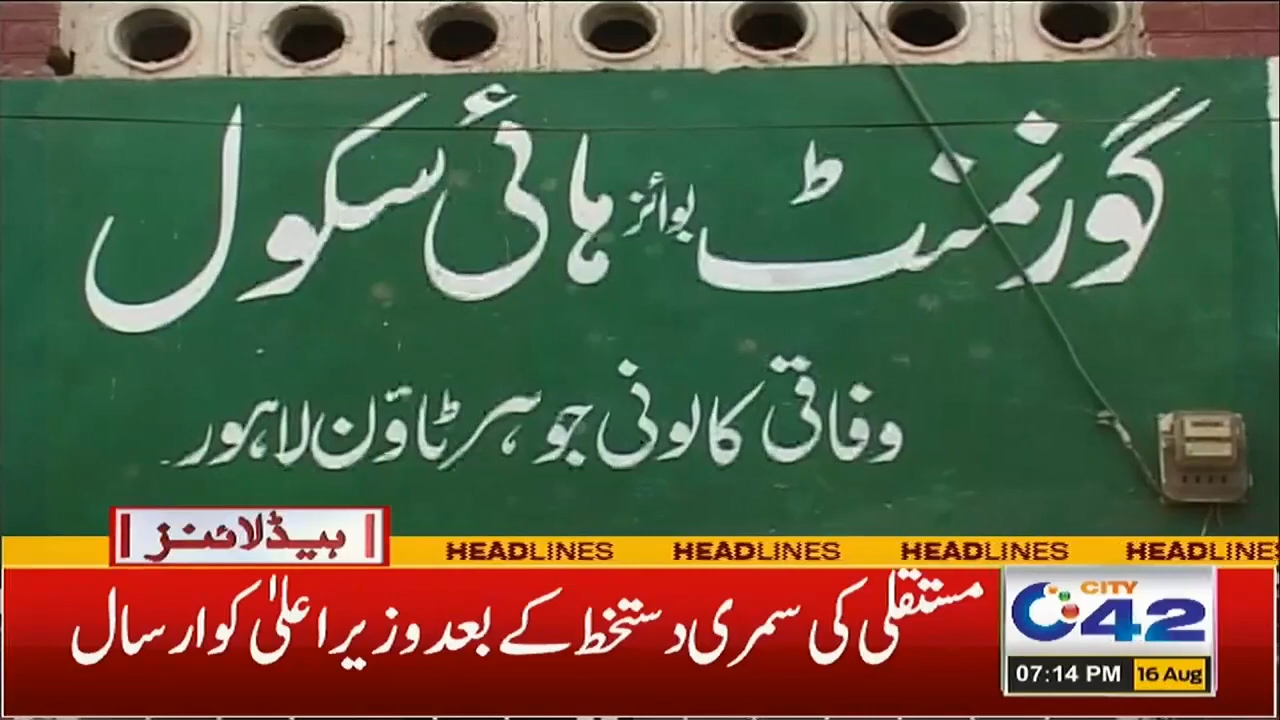 گورنمنٹ بوائز ہائی سکول
وفاقی کالونی جوہر ٹاؤن لاہور
ہیڈلائنز
HEADLINES HEADLINES HEADLINES HEADLINES
مستقلی کی سمری دستخط کے بعد وزیراعلیٰ کو ارسال
CITY
42
07:14 PM 16 Aug